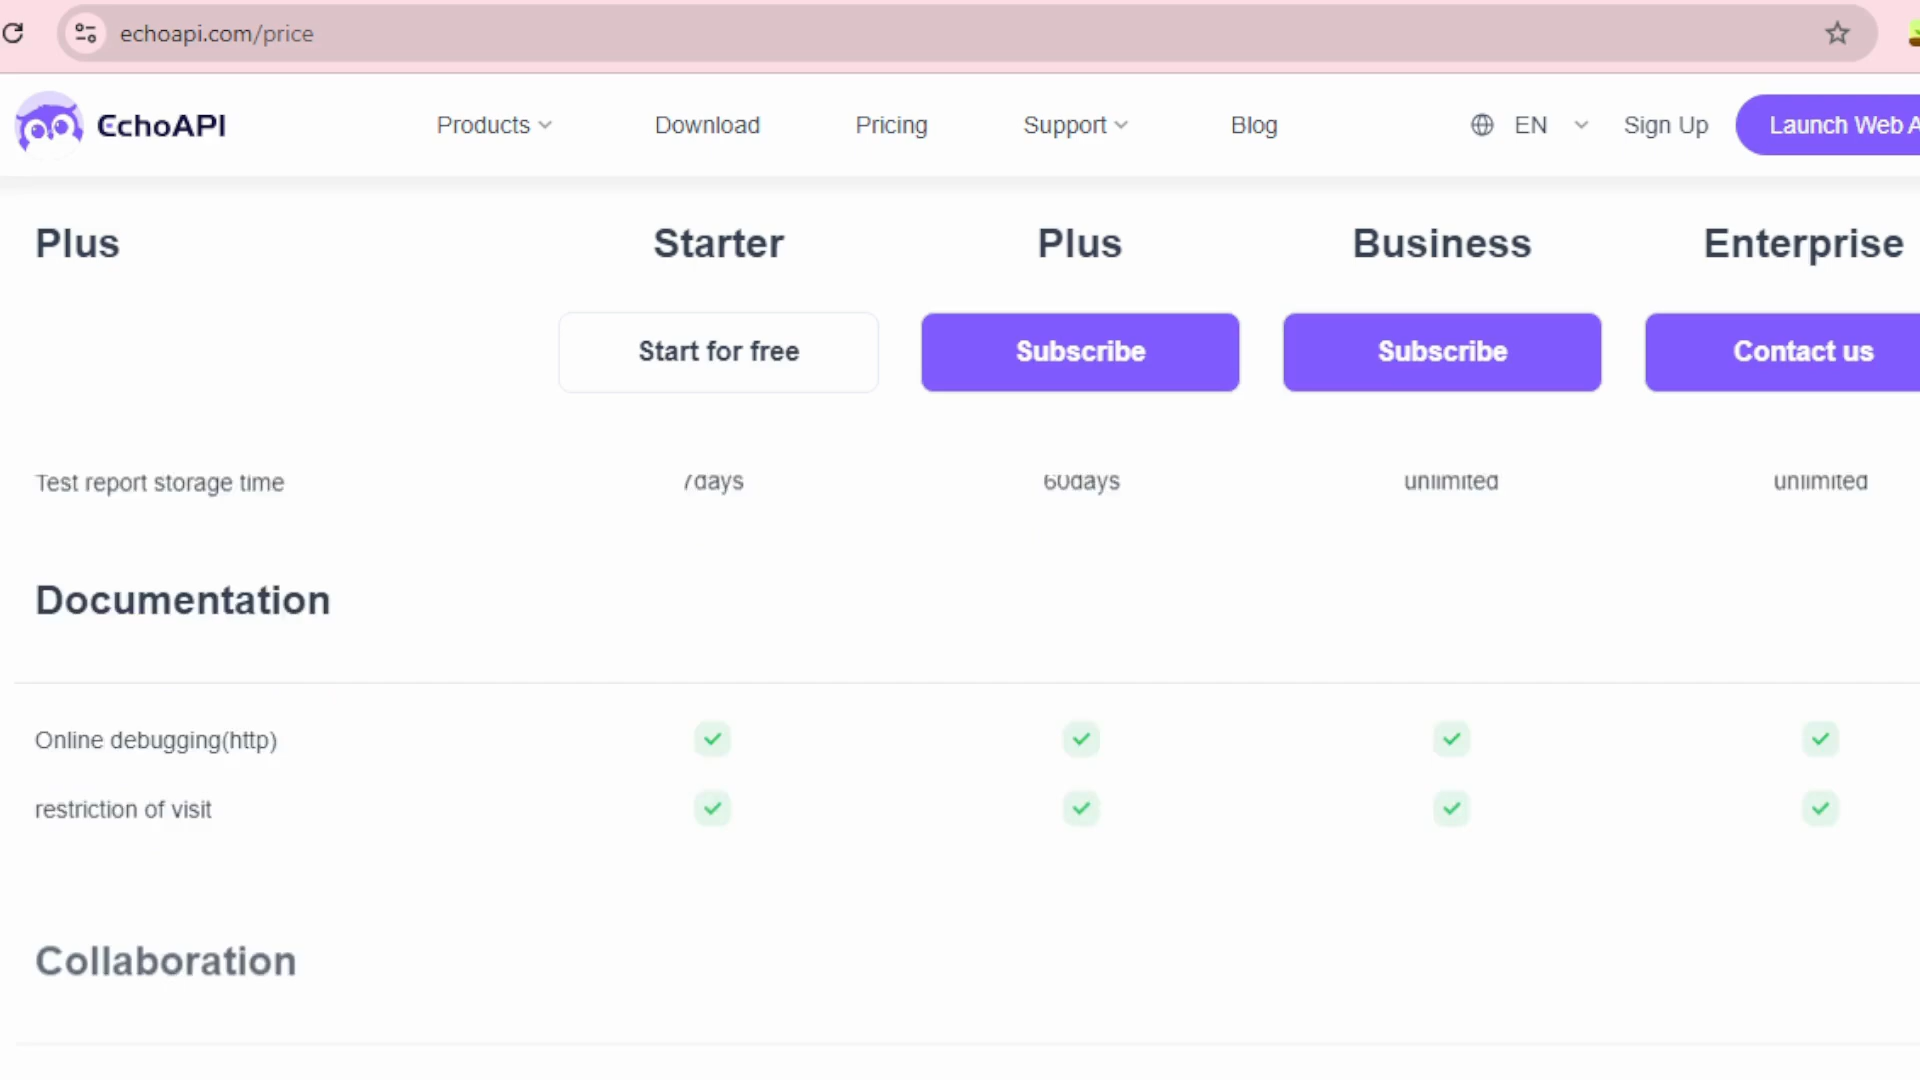 echoapi.com/price
EchoAPI Products Download Pricing Support Blog EN Sign Up Launch Web A
Plus Starter Plus Business Enterprise
Start for free Subscribe Subscribe Contact us
Test report storage time 7days 60days unlimited unlimited
Documentation
Online debugging(http)
restriction of visit
Collaboration